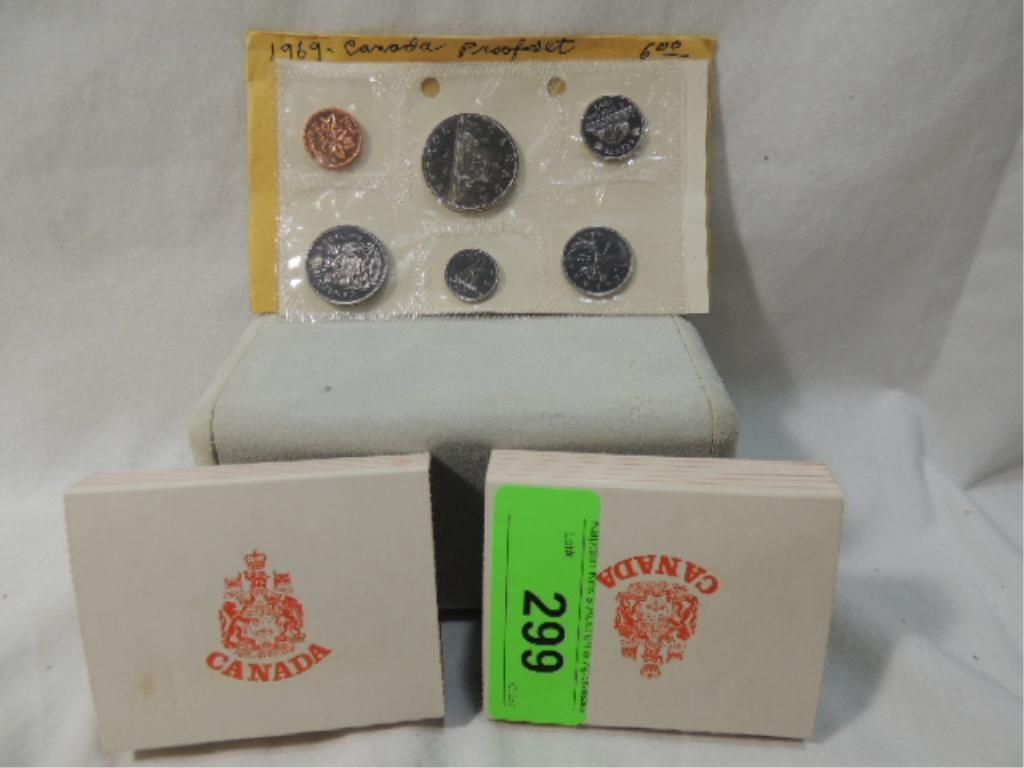 1969 - Canada Proofset 6.00
CANADA
Lot#
299
CANADA